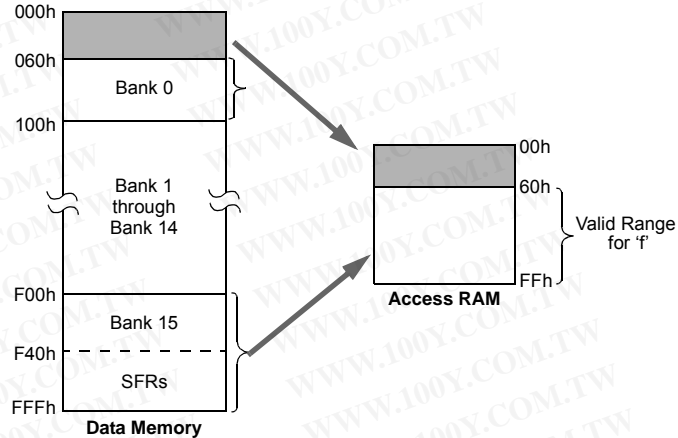 000h
060h
Bank 0
100h
Bank 1
through
Bank 14
F00h
Bank 15
F40h
SFRs
FFFh
Data Memory
00h
60h
Valid Range
for ‘f’
FFh
Access RAM
WWW.100Y.COM.TW